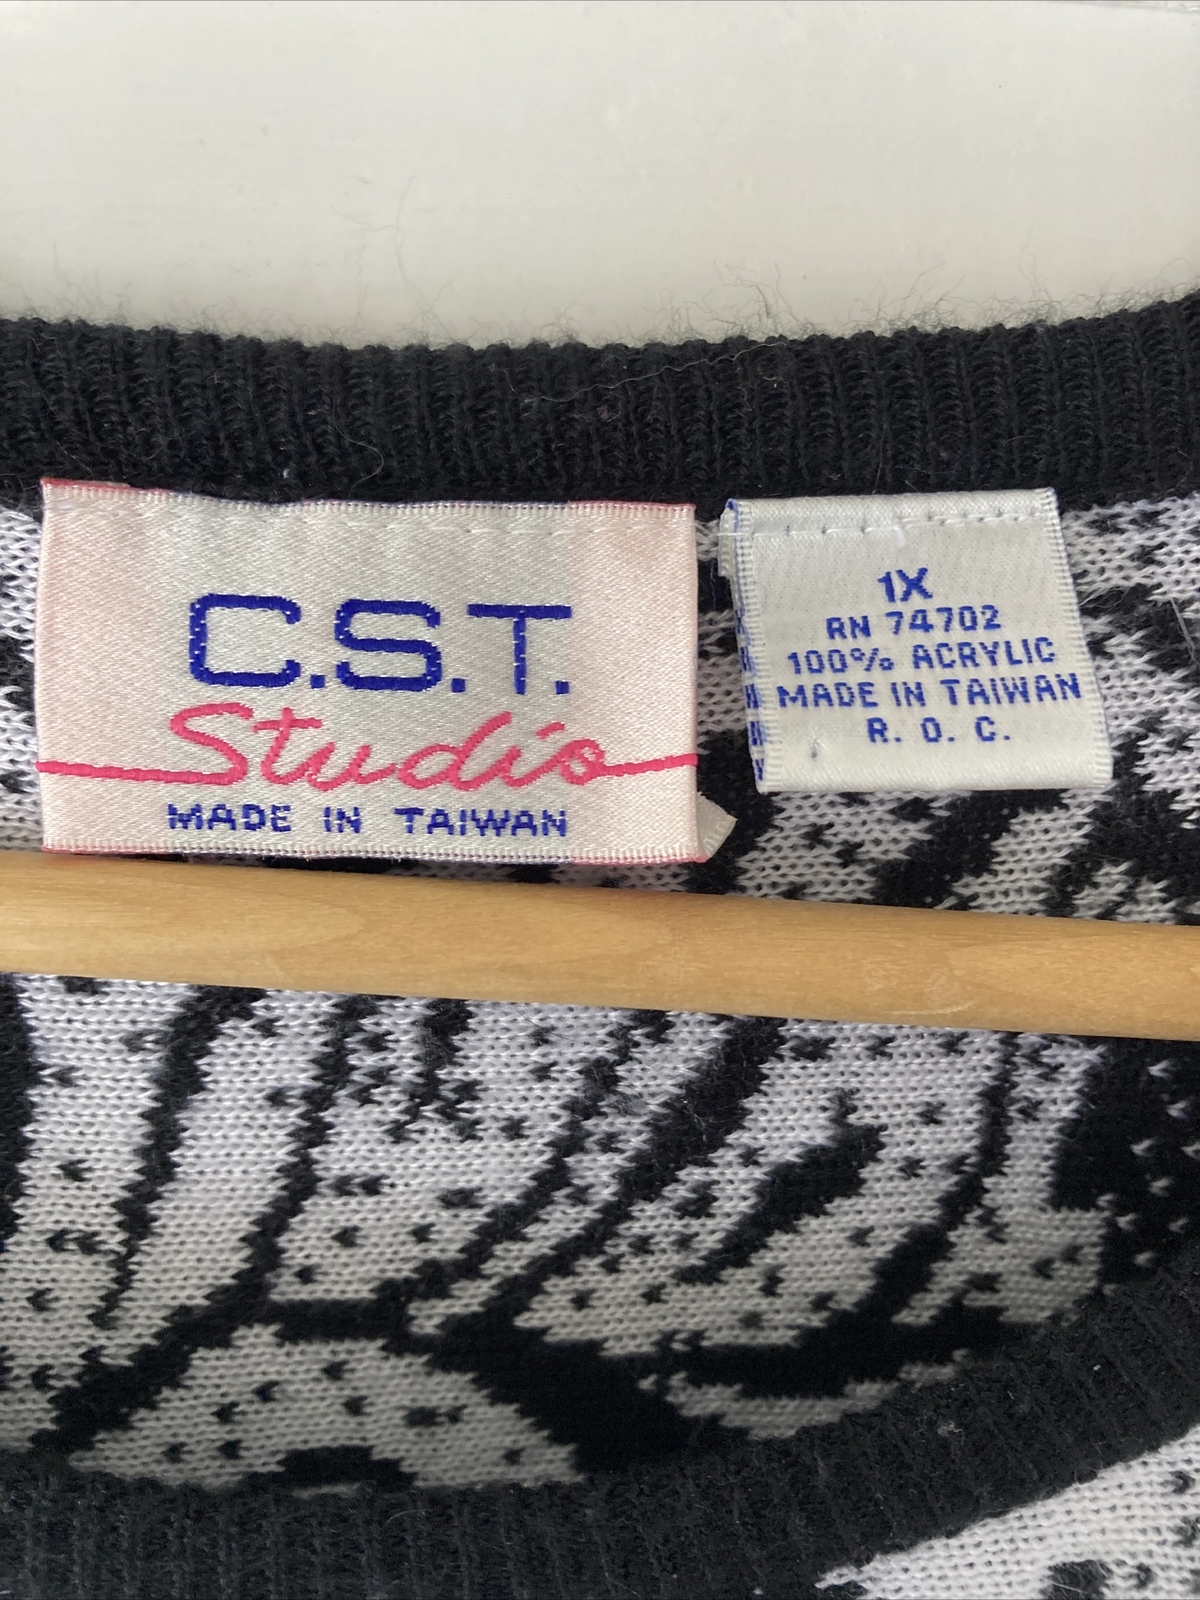 C.S.T.
Studio
MADE IN TAIWAN
1X
RN 74702
100% ACRYLIC
MADE IN TAIWAN
R. O. C.